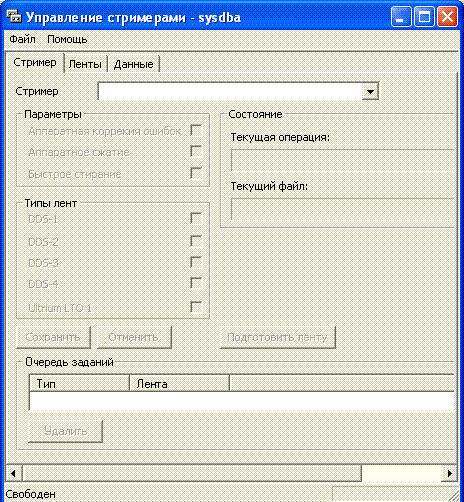 Управление стримерами - sysdba
Файл Помощь
Стример Ленты Данные
Стример
Параметры
Аппаратная коррекия ошибок
Аппаратное сжатие
Быстрое стирание
Состояние
Текущая операция:
Текущий файл:
Типы лент
DDS-1
DDS-2
DDS-3
DDS-4
Ultrium LTO 1
Сохранить Отменить Подготовить ленту
Очередь заданий
Тип Лента
Удалить
Свободен